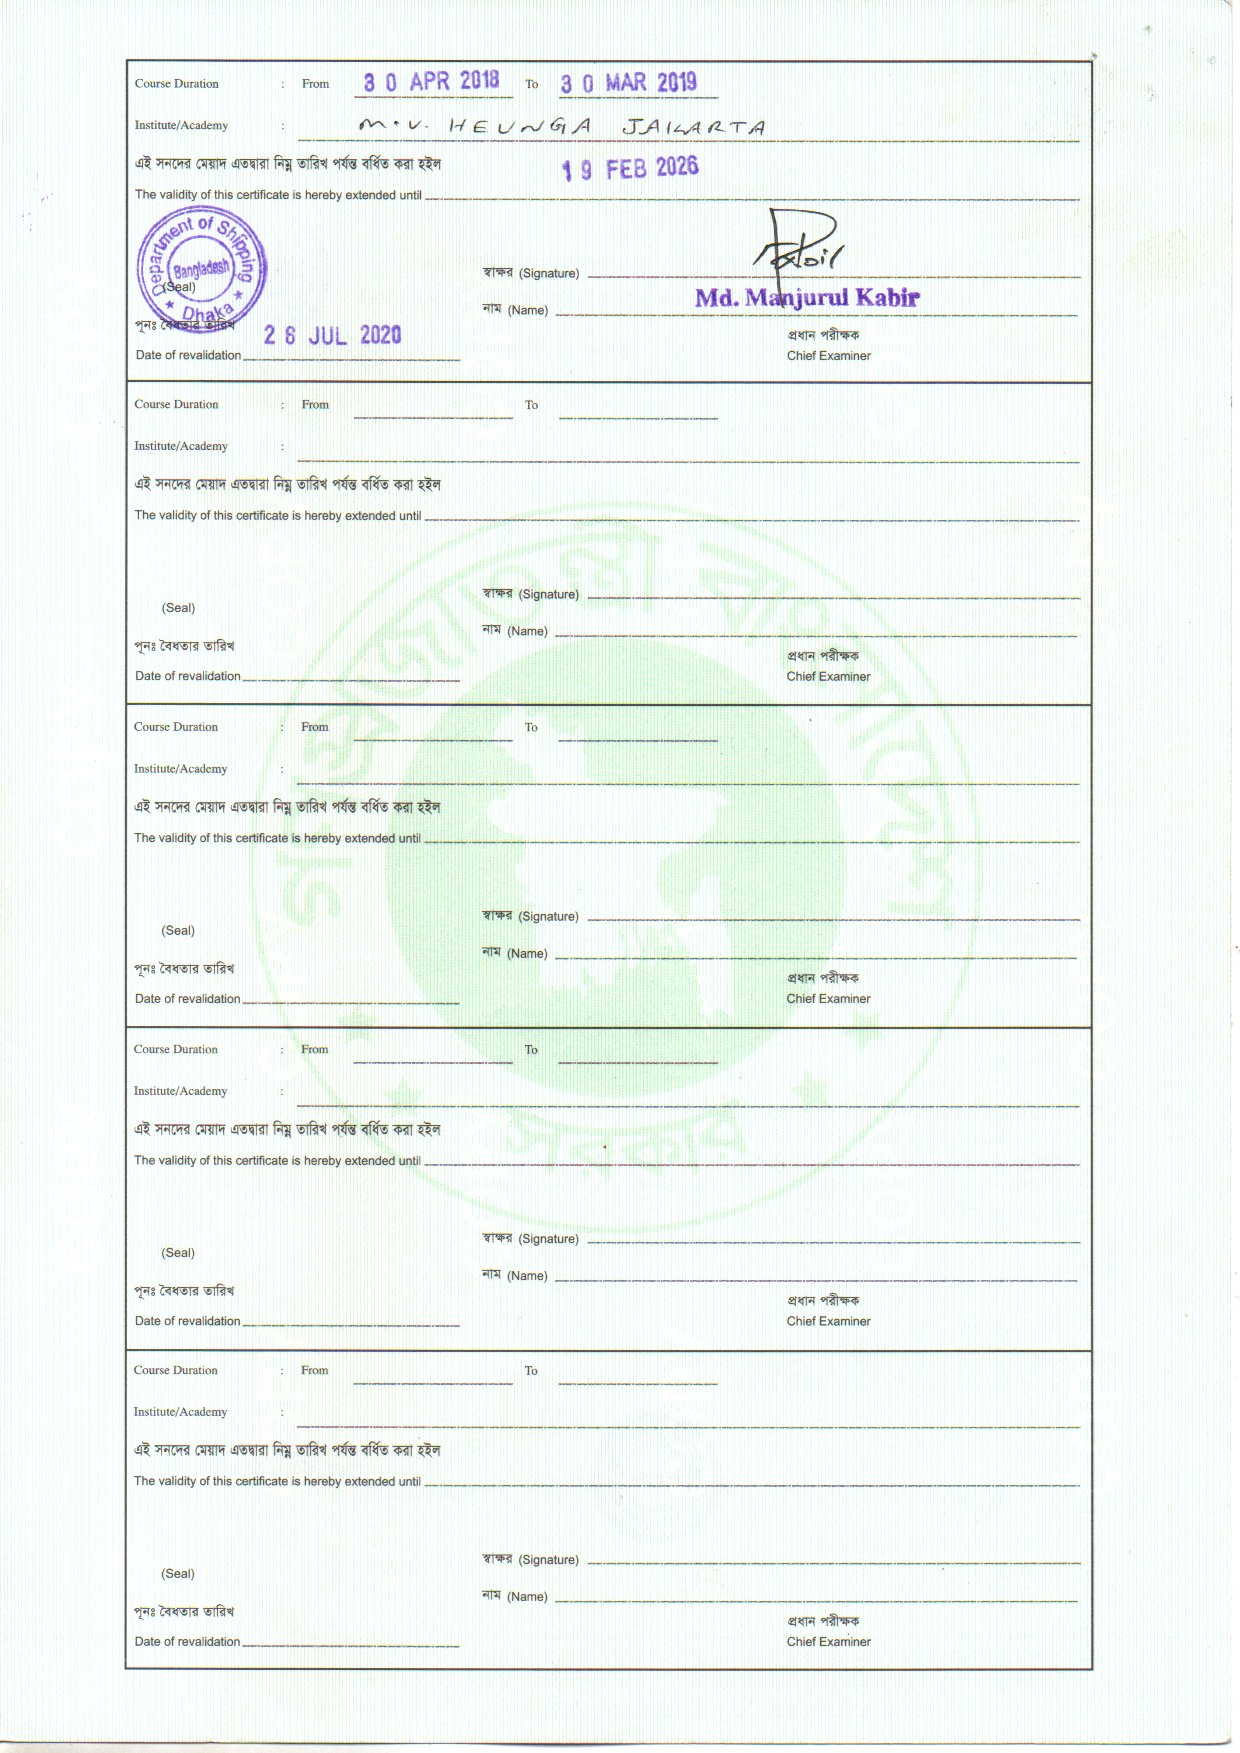 Course Duration : From 30 APR 2018 To 30 MAR 2019
Institute/Academy : M.V. HEUNGA JAKARTA
এই সনদের মেয়াদ এতদ্বারা নিম্ন তারিখ পর্যন্ত বর্ধিত করা হইল
The validity of this certificate is hereby extended until 19 FEB 2026
Department of Shipping
Bangladesh
Dhaka
(Seal)
স্বাক্ষর (Signature) Kabir
নাম (Name) Md. Manjurul Kabir
পূনঃ বৈধতার তারিখ
প্রধান পরীক্ষক
Date of revalidation 26 JUL 2020
Chief Examiner
Course Duration : From To
Institute/Academy :
এই সনদের মেয়াদ এতদ্বারা নিম্ন তারিখ পর্যন্ত বর্ধিত করা হইল
The validity of this certificate is hereby extended until
স্বাক্ষর (Signature)
(Seal)
নাম (Name)
পূনঃ বৈধতার তারিখ
প্রধান পরীক্ষক
Date of revalidation
Chief Examiner
গণপ্রজাতন্ত্রী বাংলাদেশ
Course Duration : From To
Institute/Academy :
এই সনদের মেয়াদ এতদ্বারা নিম্ন তারিখ পর্যন্ত বর্ধিত করা হইল
The validity of this certificate is hereby extended until
স্বাক্ষর (Signature)
(Seal)
নাম (Name)
পূনঃ বৈধতার তারিখ
প্রধান পরীক্ষক
Date of revalidation
Chief Examiner
Course Duration : From To
Institute/Academy :
এই সনদের মেয়াদ এতদ্বারা নিম্ন তারিখ পর্যন্ত বর্ধিত করা হইল
সরকার
The validity of this certificate is hereby extended until
স্বাক্ষর (Signature)
(Seal)
নাম (Name)
পূনঃ বৈধতার তারিখ
প্রধান পরীক্ষক
Date of revalidation
Chief Examiner
Course Duration : From To
Institute/Academy :
এই সনদের মেয়াদ এতদ্বারা নিম্ন তারিখ পর্যন্ত বর্ধিত করা হইল
The validity of this certificate is hereby extended until
স্বাক্ষর (Signature)
(Seal)
নাম (Name)
পূনঃ বৈধতার তারিখ
প্রধান পরীক্ষক
Date of revalidation
Chief Examiner